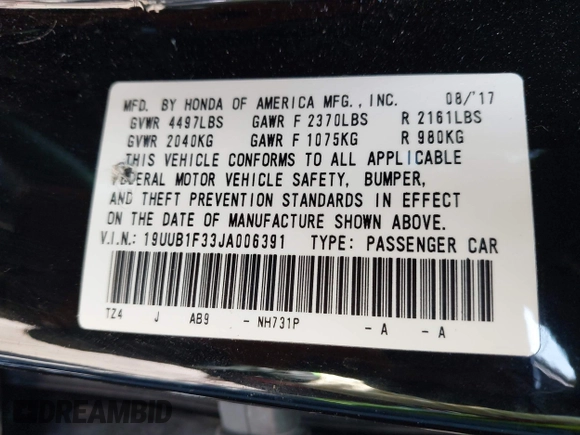 MFD. BY HONDA OF AMERICA MFG., INC. 08/'17
GVWR 4497LBS GAWR F 2370LBS R 2161LBS
GVWR 2040KG GAWR F 1075KG R 980KG
THIS VEHICLE CONFORMS TO ALL APPLICABLE
FEDERAL MOTOR VEHICLE SAFETY, BUMPER,
AND THEFT PREVENTION STANDARDS IN EFFECT
ON THE DATE OF MANUFACTURE SHOWN ABOVE.
V.I.N.: 19UUB1F33JA006391 TYPE: PASSENGER CAR
TZ4 J AB9 - NH731P - A - A
DREAMBID